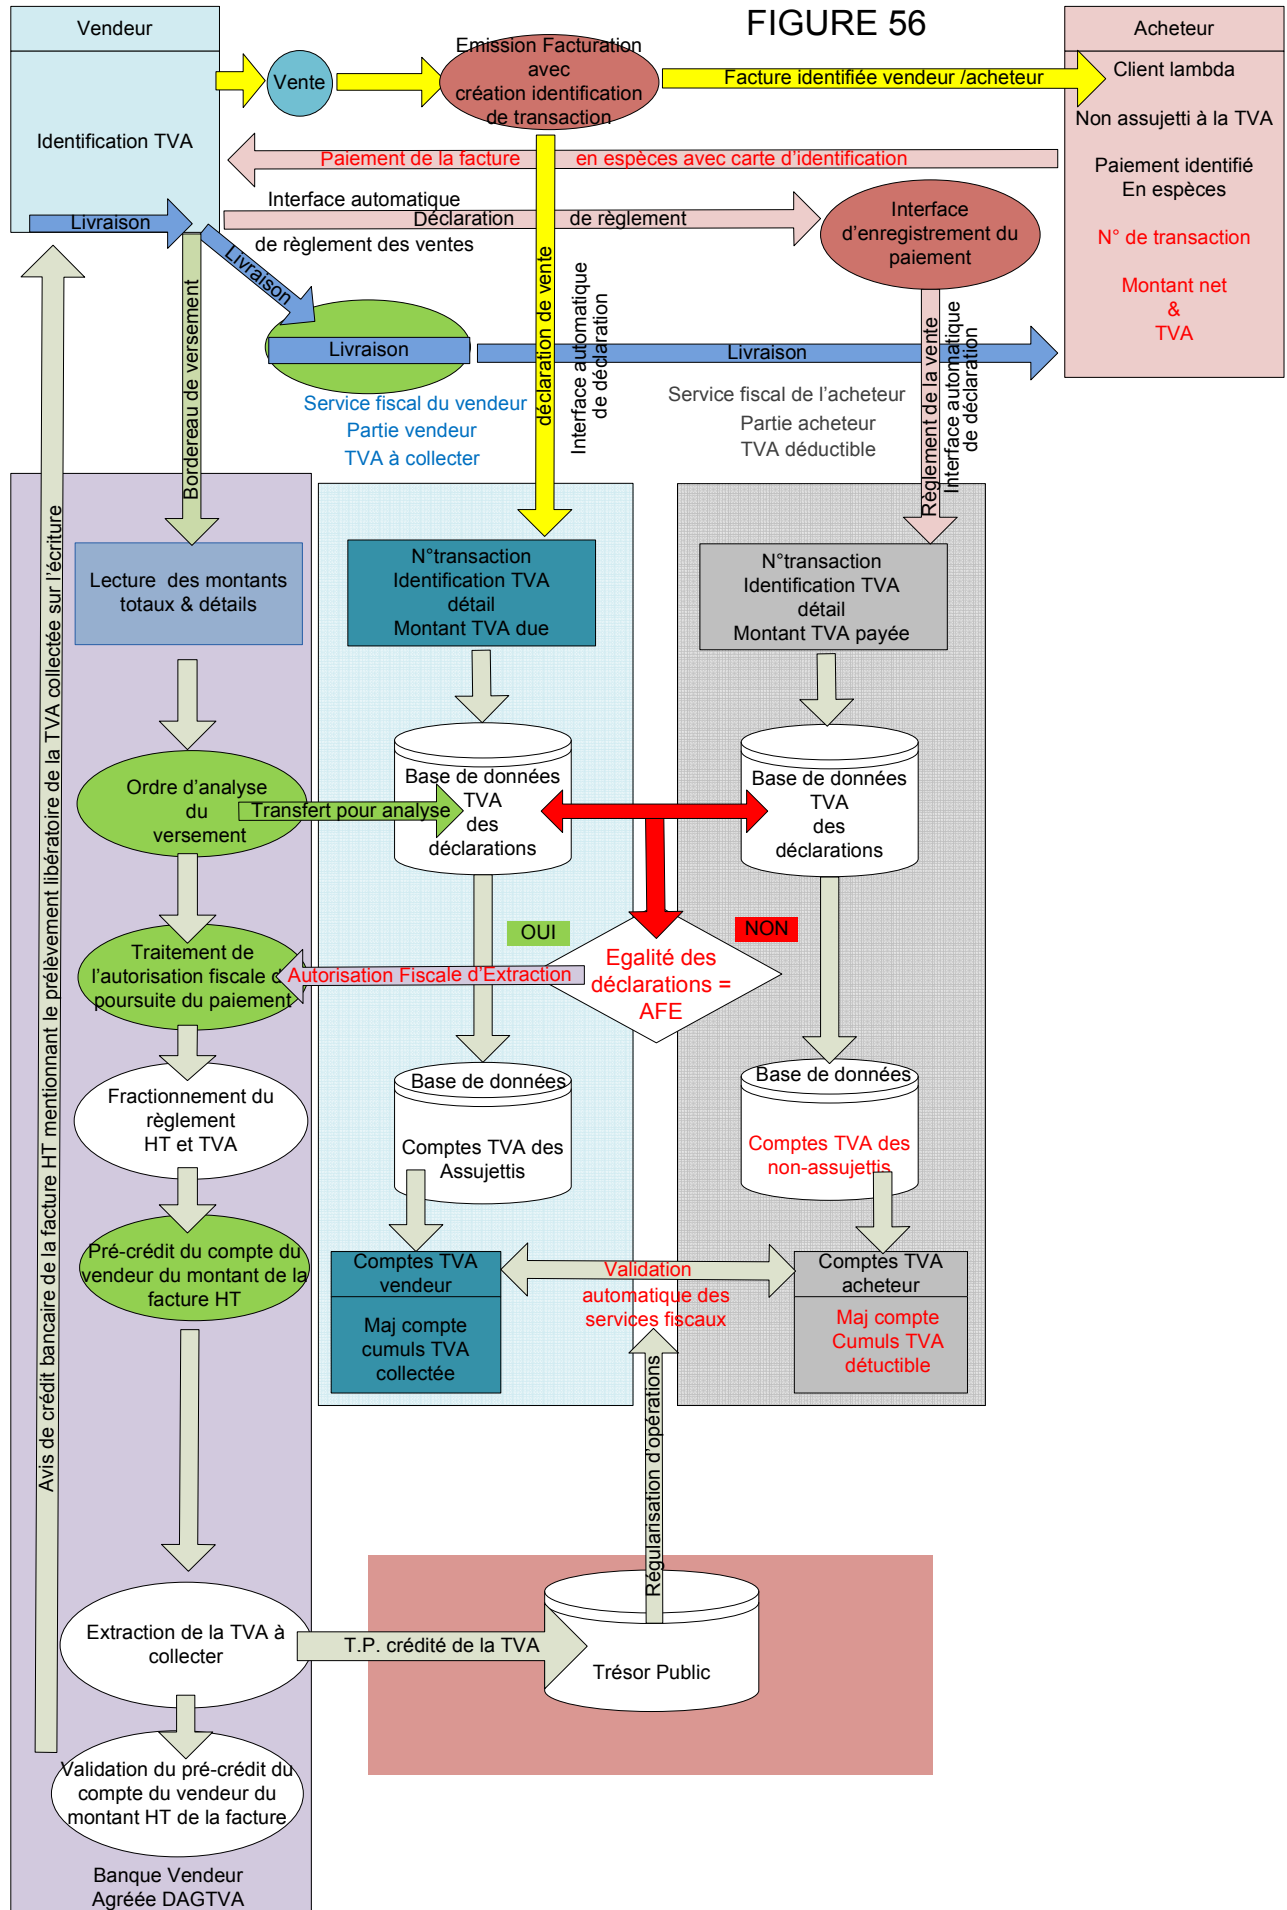 FIGURE 56
Vendeur
Identification TVA
Vente
Emission Facturation
avec
création identification
de transaction
Facture identifiée vendeur /acheteur
Acheteur
Client lambda
Non assujetti à la TVA
Paiement identifié
En espèces
N° de transaction
Montant net
&
TVA
Paiement de la facture en espèces avec carte d'identification
Interface automatique
Déclaration de règlement
de règlement des ventes
Interface
d'enregistrement du
paiement
Livraison
Livraison
Livraison
Livraison
Bordereau de versement
déclaration de vente
Interface automatique
de déclaration
Règlement de la vente
Interface automatique
de déclaration
Service fiscal du vendeur
Partie vendeur
TVA à collecter
Service fiscal de l'acheteur
Partie acheteur
TVA déductible
Avis de crédit bancaire de la facture HT mentionnant le prélèvement libératoire de la TVA collectée sur l'écriture
Lecture des montants
totaux & détails
N°transaction
Identification TVA
détail
Montant TVA due
N°transaction
Identification TVA
détail
Montant TVA payée
Ordre d'analyse
du
versement
Transfert pour analyse
Base de données
TVA
des
déclarations
Base de données
TVA
des
déclarations
OUI
NON
Egalité des
déclarations =
AFE
Autorisation Fiscale d'Extraction
Traitement de
l'autorisation fiscale
poursuite du paiement
Fractionnement du
règlement
HT et TVA
Base de données
Comptes TVA des
Assujettis
Base de données
Comptes TVA des
non-assujettis
Pré-crédit du compte du
vendeur du montant de la
facture HT
Comptes TVA
vendeur
Maj compte
cumuls TVA
collectée
Validation
automatique des
services fiscaux
Comptes TVA
acheteur
Maj compte
Cumuls TVA
détuctible
Régularisation d'opérations
Extraction de la TVA à
collecter
T.P. crédité de la TVA
Trésor Public
Validation du pré-crédit du
compte du vendeur du
montant HT de la facture
Banque Vendeur
Agréée DAGTVA